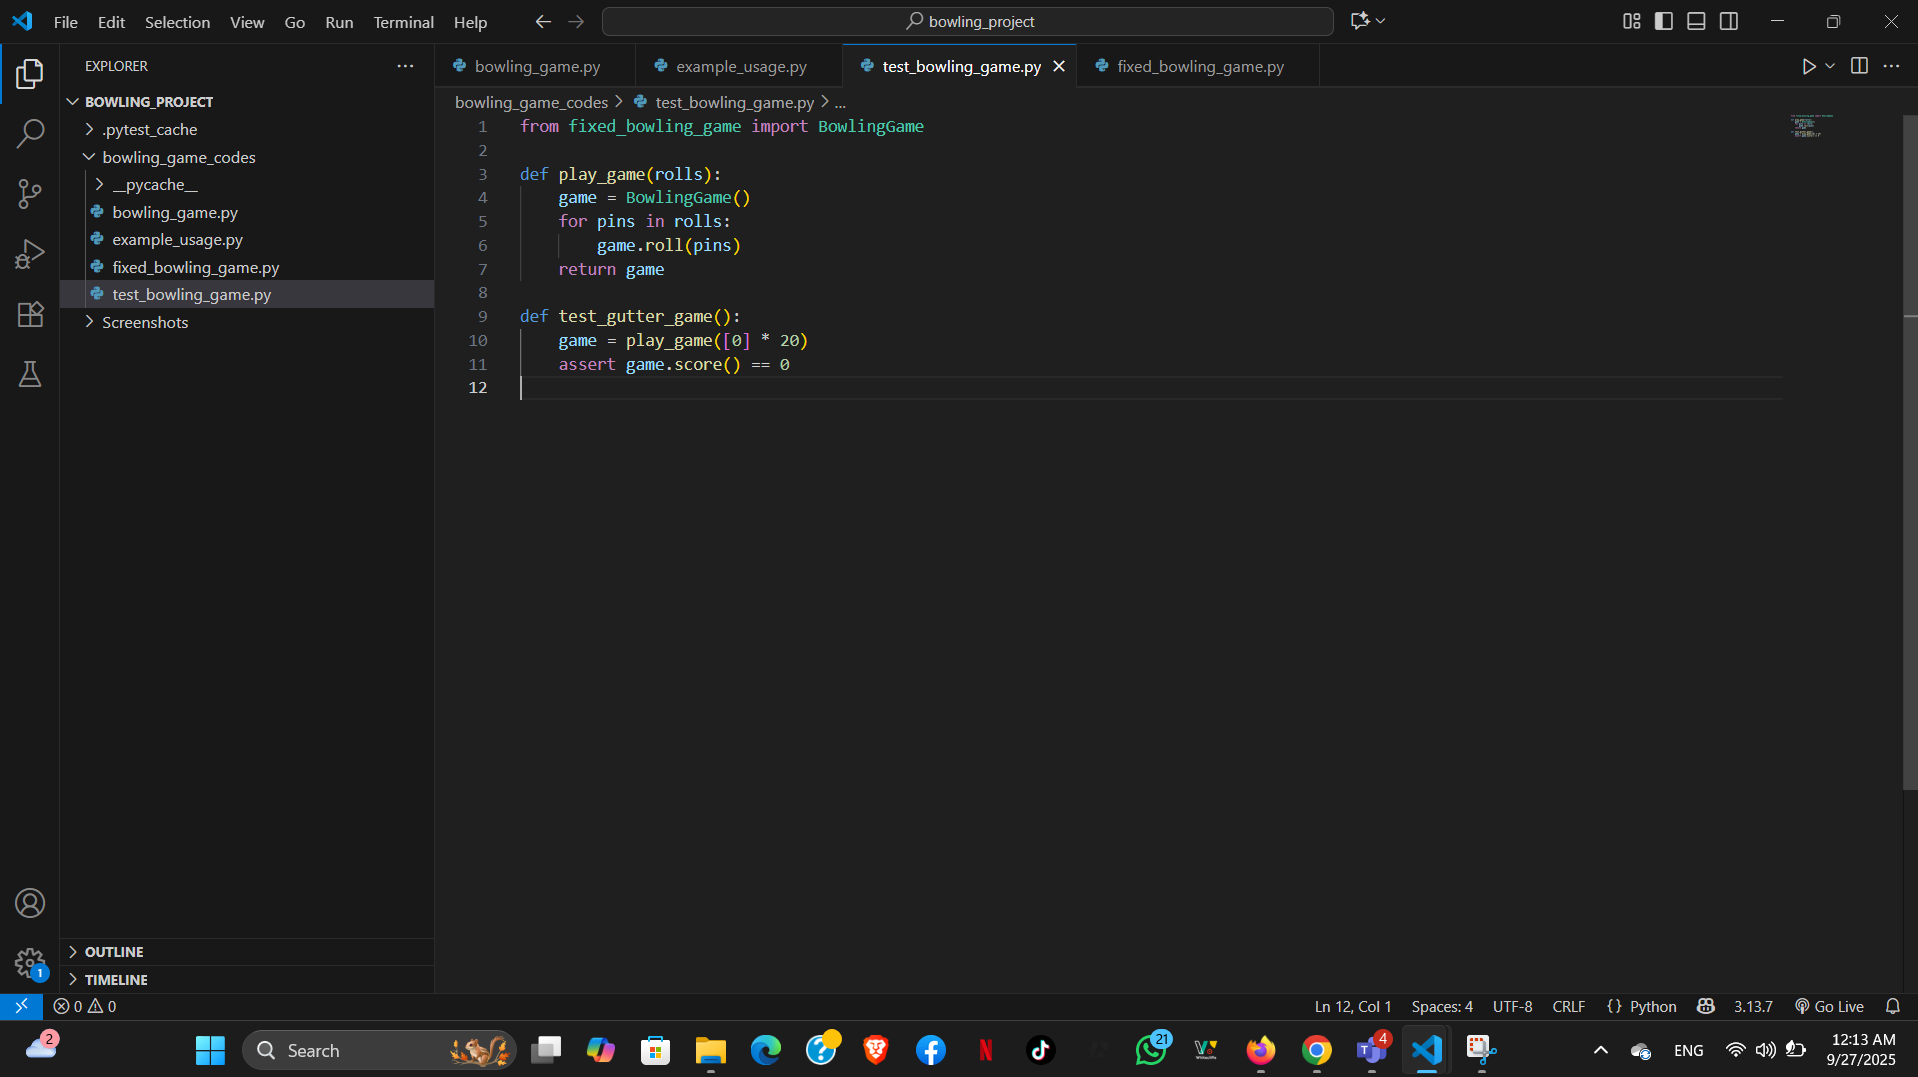 File Edit Selection View Go Run Terminal Help
bowling_project
EXPLORER
BOWLING_PROJECT
.pytest_cache
bowling_game_codes
__pycache__
bowling_game.py
example_usage.py
fixed_bowling_game.py
test_bowling_game.py
Screenshots
OUTLINE
TIMELINE
bowling_game.py example_usage.py test_bowling_game.py fixed_bowling_game.py
bowling_game_codes > test_bowling_game.py > ...
1 from fixed_bowling_game import BowlingGame
2
3 def play_game(rolls):
4 game = BowlingGame()
5 for pins in rolls:
6 game.roll(pins)
7 return game
8
9 def test_gutter_game():
10 game = play_game([0] * 20)
11 assert game.score() == 0
12
1
0 0
Ln 12, Col 1 Spaces: 4 UTF-8 CRLF {} Python 3.13.7 Go Live
2
Search
21
4
ENG
12:13 AM
9/27/2025